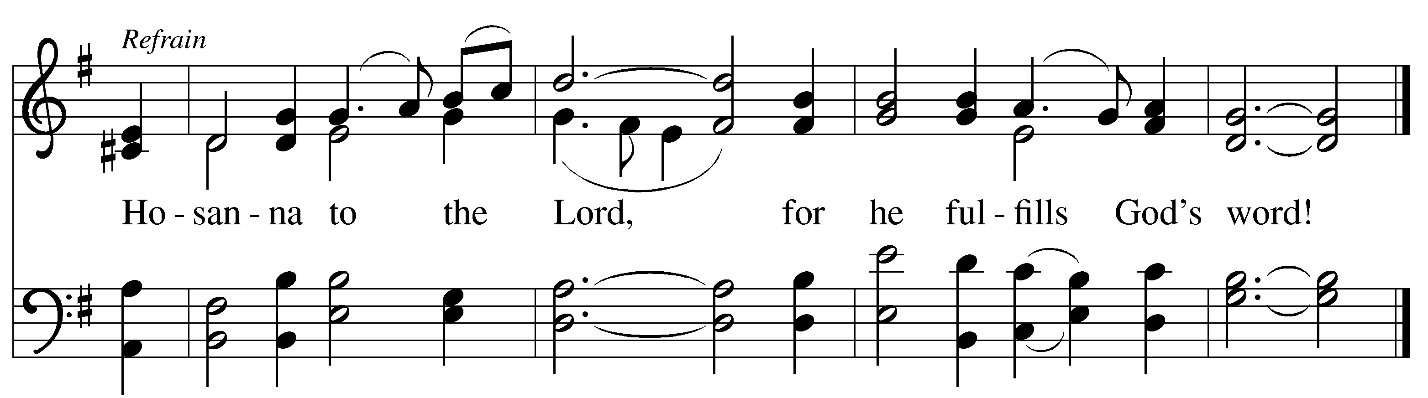 Refrain
Ho - san - na to the Lord, for he ful - fills God's word!